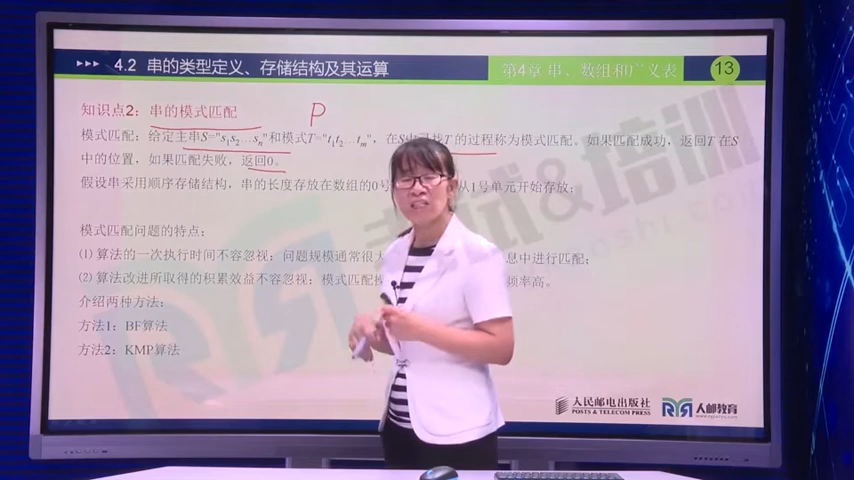 4.2 串的类型定义、存储结构及其运算
第4章 串、数组和广义表
13
知识点2：串的模式匹配
P
模式匹配：给定主串S="s1s2…sn"和模式T="t1t2…tm"，在S中寻找T的过程称为模式匹配。如果匹配成功，返回T在S
中的位置，如果匹配失败，返回0。
假设串采用顺序存储结构，串的长度存放在数组的0号 从1号单元开始存放；
模式匹配问题的特点：
⑴ 算法的一次执行时间不容忽视：问题规模通常很大 息中进行匹配；
⑵ 算法改进所取得的积累效益不容忽视：模式匹配 频率高。
介绍两种方法：
方法1：BF算法
方法2：KMP算法
人民邮电出版社
POSTS & TELECOM PRESS
RYJR 人邮教育
考试&培训